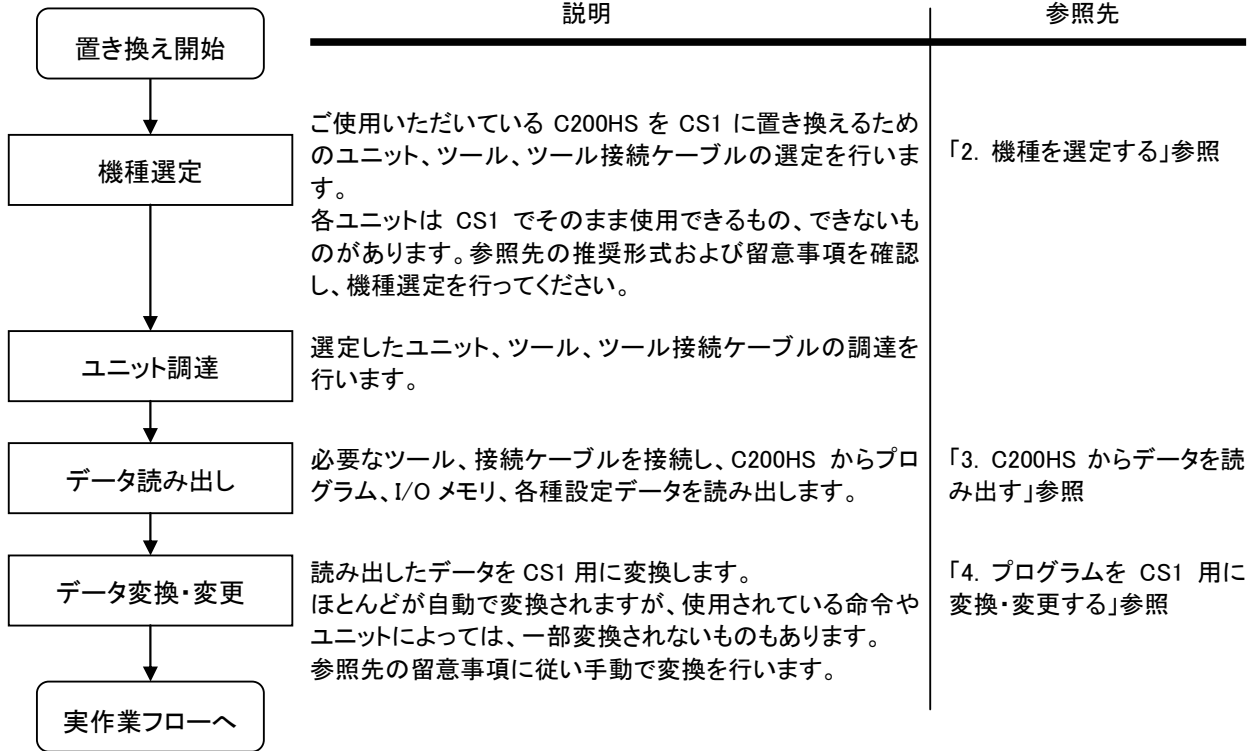 説明
参照先
置き換え開始
機種選定
ご使用いただいている C200HS を CS1 に置き換えるため
のユニット、ツール、ツール接続ケーブルの選定を行いま
す。
各ユニットは CS1 でそのまま使用できるもの、できないも
のがあります。参照先の推奨形式および留意事項を確認
し、機種選定を行ってください。
「2. 機種を選定する」参照
ユニット調達
選定したユニット、ツール、ツール接続ケーブルの調達を
行います。
データ読み出し
必要なツール、接続ケーブルを接続し、C200HS からプロ
グラム、I/O メモリ、各種設定データを読み出します。
「3. C200HS からデータを読
み出す」参照
データ変換・変更
読み出したデータを CS1 用に変換します。
ほとんどが自動で変換されますが、使用されている命令や
ユニットによっては、一部変換されないものもあります。
参照先の留意事項に従い手動で変換を行います。
「4. プログラムを CS1 用に
変換・変更する」参照
実作業フローへ